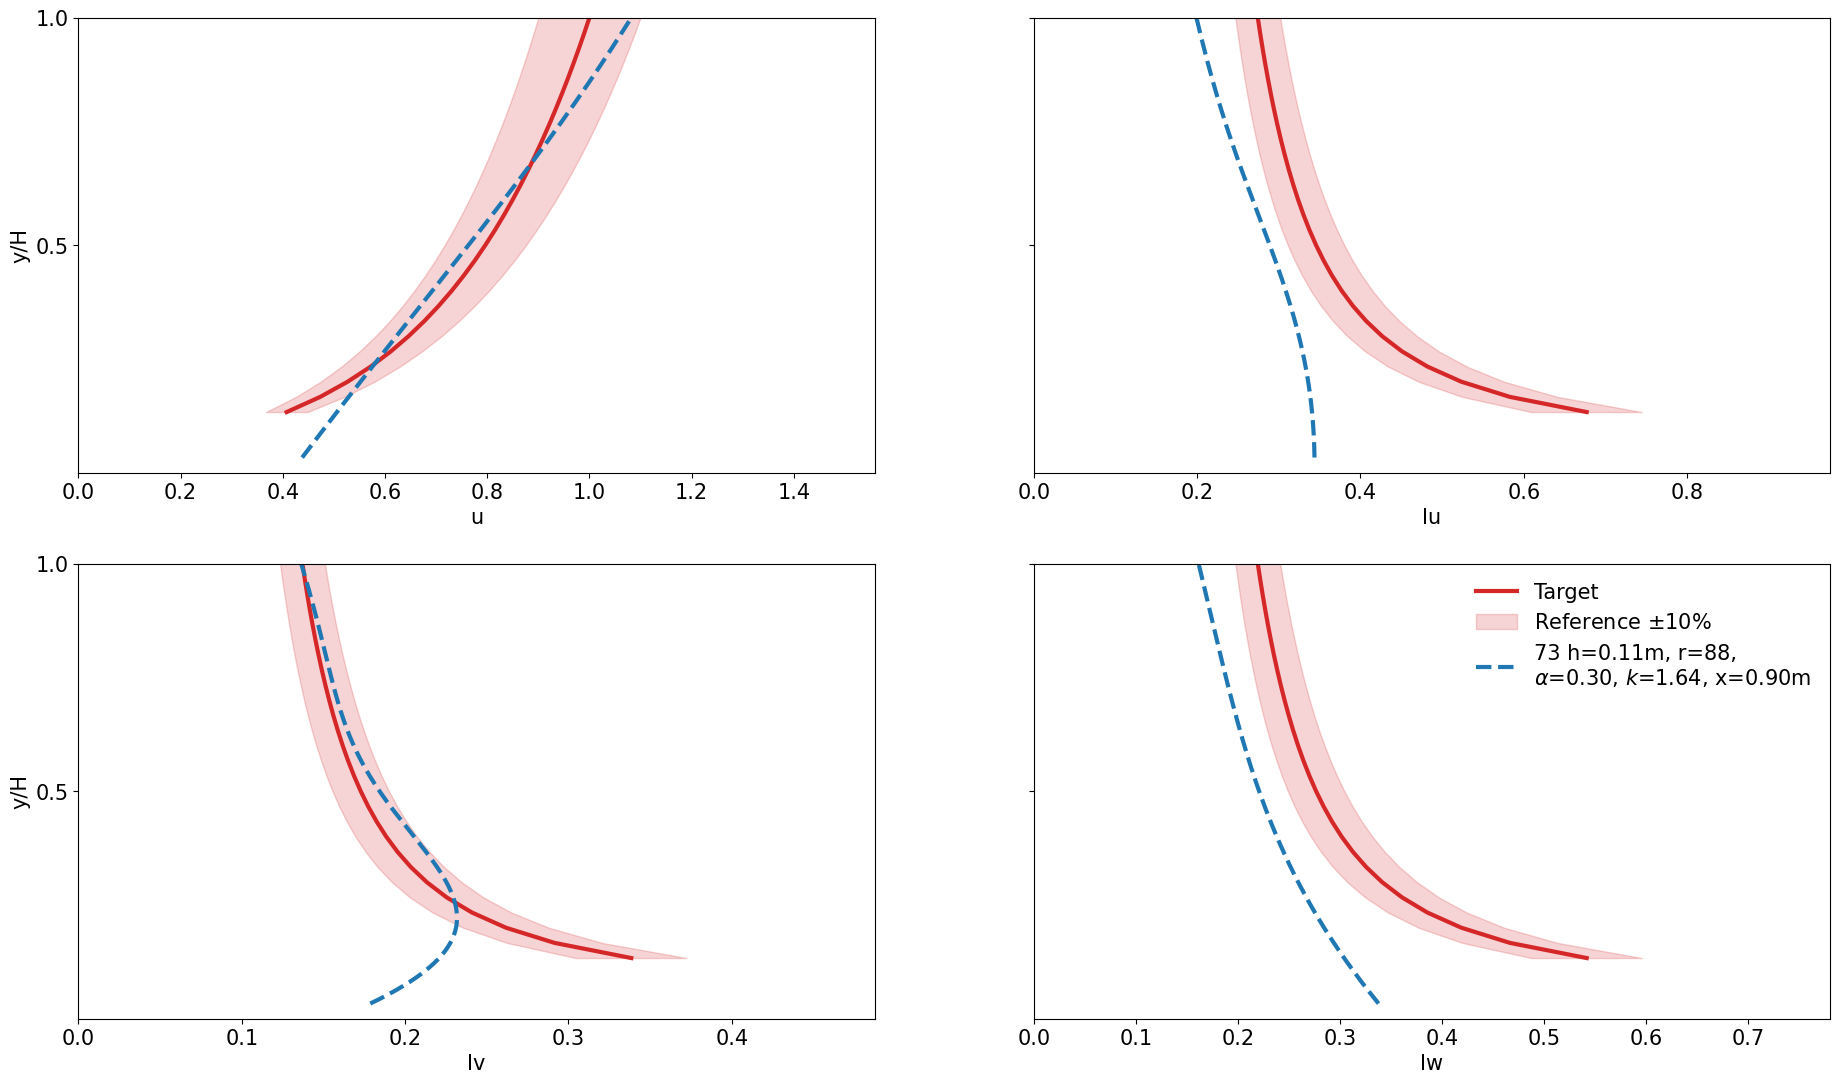 1.0
0.5
y/H
0.0 0.2 0.4 0.6 0.8 1.0 1.2 1.4
u
0.0 0.2 0.4 0.6 0.8
Iu
1.0
0.5
y/H
0.0 0.1 0.2 0.3 0.4
Iv
Target
Reference ±10%
73 h=0.11m, r=88,
α=0.30, k=1.64, x=0.90m
0.0 0.1 0.2 0.3 0.4 0.5 0.6 0.7
Iw